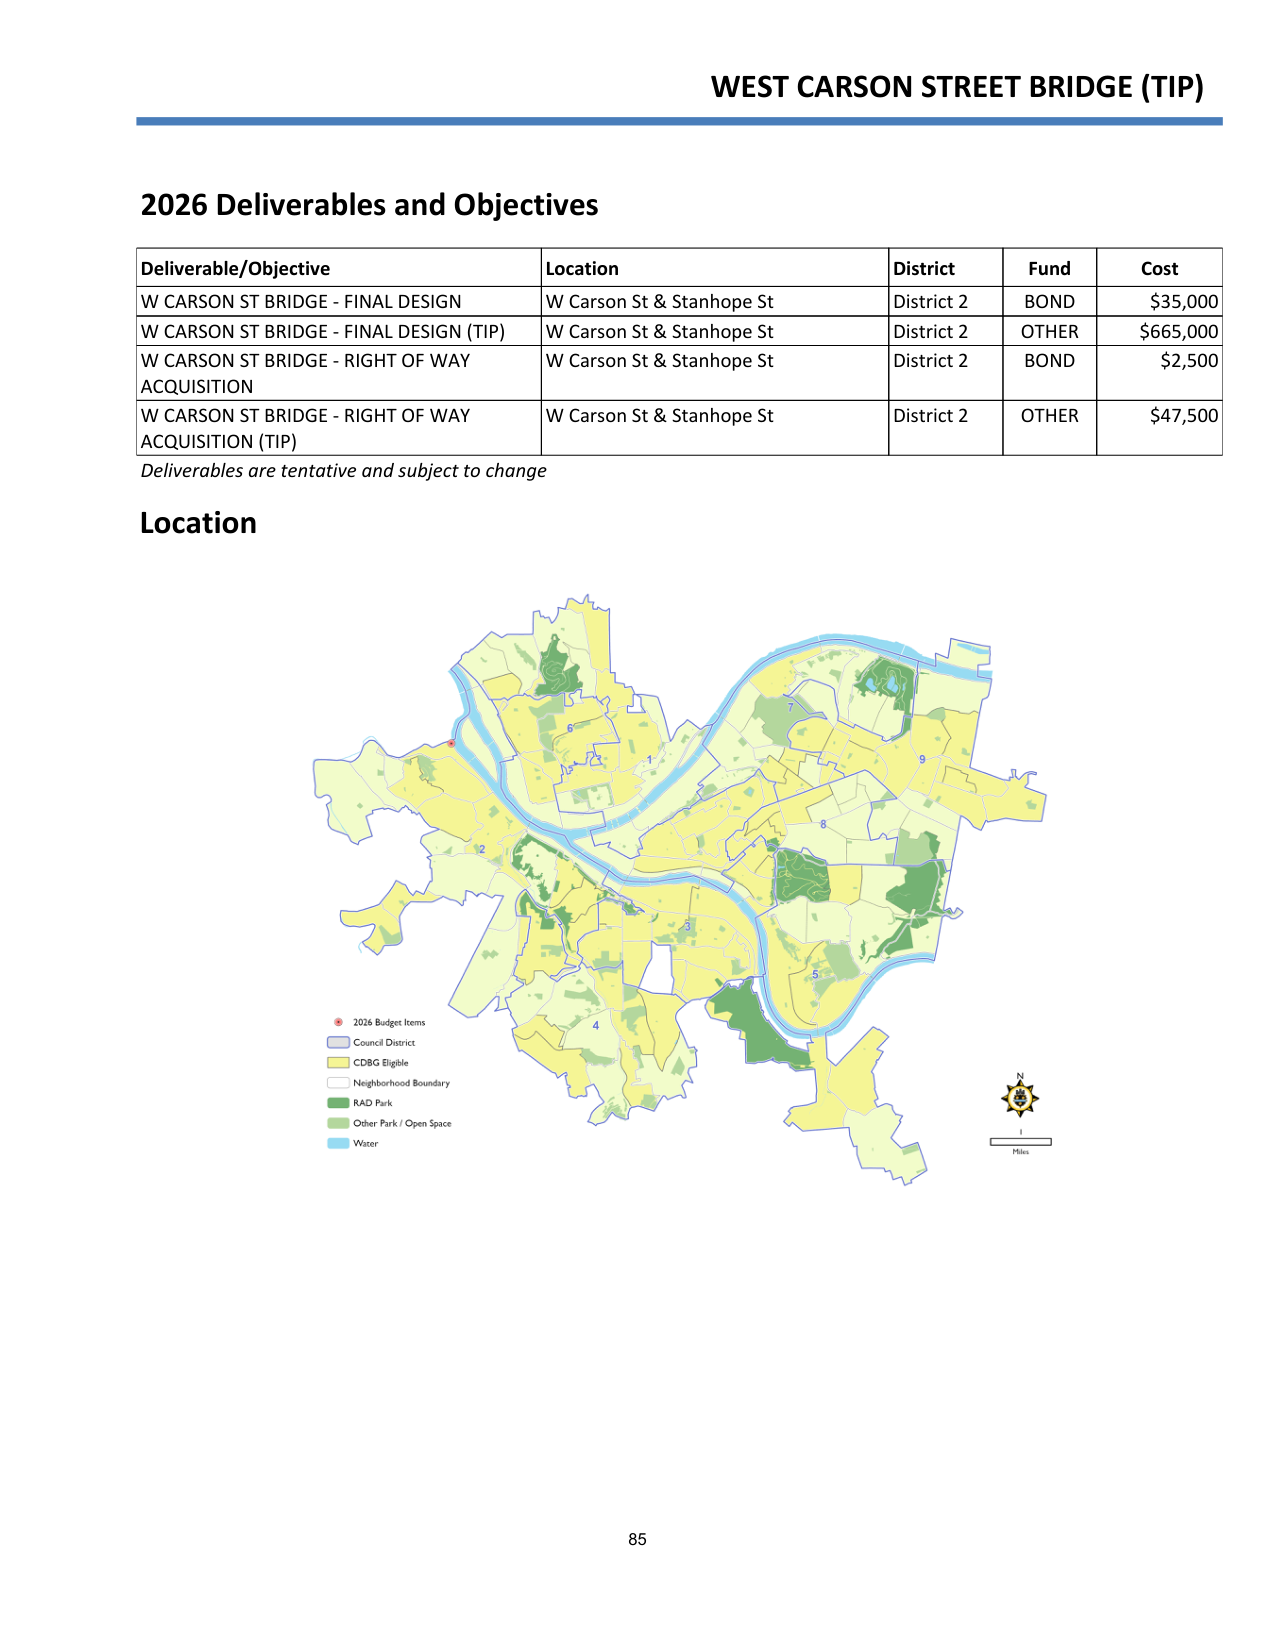 WEST CARSON STREET BRIDGE (TIP)
2026 Deliverables and Objectives
Deliverable/Objective Location District Fund Cost
W CARSON ST BRIDGE - FINAL DESIGN W Carson St & Stanhope St District 2 BOND $35,000
W CARSON ST BRIDGE - FINAL DESIGN (TIP) W Carson St & Stanhope St District 2 OTHER $665,000
W CARSON ST BRIDGE - RIGHT OF WAY W Carson St & Stanhope St District 2 BOND $2,500
ACQUISITION
W CARSON ST BRIDGE - RIGHT OF WAY W Carson St & Stanhope St District 2 OTHER $47,500
ACQUISITION (TIP)
Deliverables are tentative and subject to change
Location
7
6
1
9
8
2
3
5
4
2026 Budget Items
Council District
CDBG Eligible
Neighborhood Boundary
RAD Park
Other Park / Open Space
Water
N
1
Miles
85